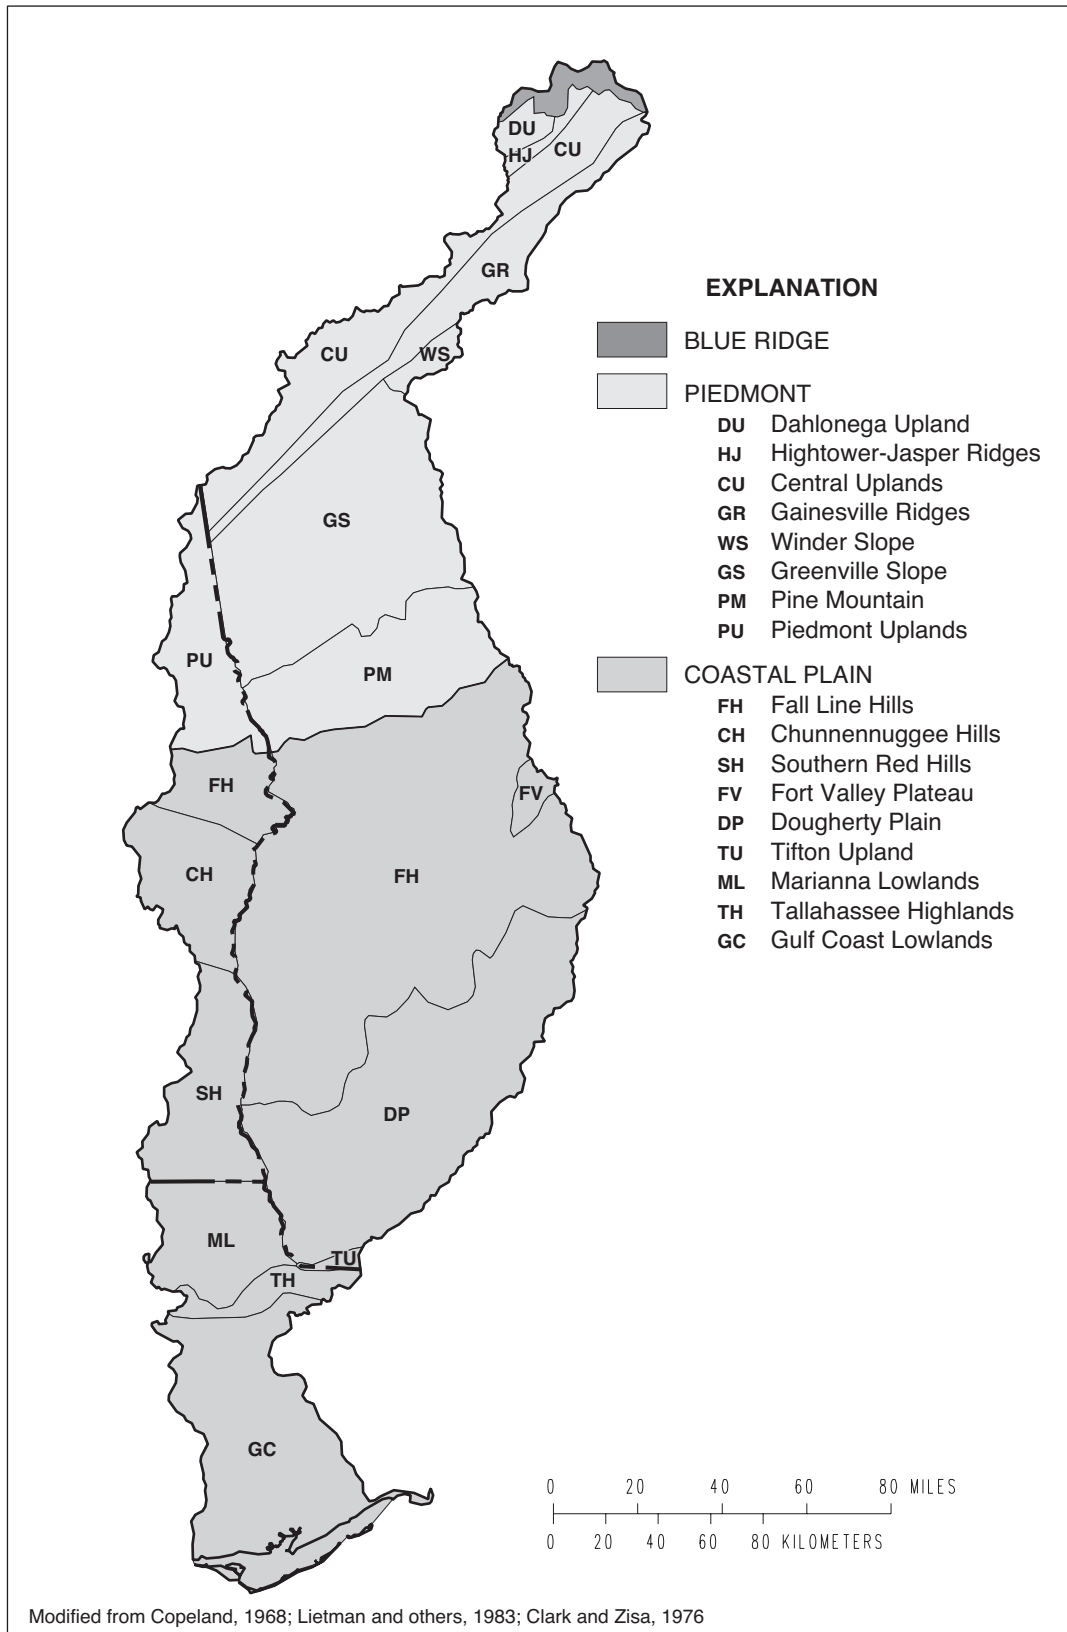 DU
HJ
CU
GR
CU
WS
GS
PU
PM
FH
FV
CH
FH
SH
DP
ML
TU
TH
GC
EXPLANATION
BLUE RIDGE
PIEDMONT
DU Dahlonega Upland
HJ Hightower-Jasper Ridges
CU Central Uplands
GR Gainesville Ridges
WS Winder Slope
GS Greenville Slope
PM Pine Mountain
PU Piedmont Uplands
COASTAL PLAIN
FH Fall Line Hills
CH Chunnennuggee Hills
SH Southern Red Hills
FV Fort Valley Plateau
DP Dougherty Plain
TU Tifton Upland
ML Marianna Lowlands
TH Tallahassee Highlands
GC Gulf Coast Lowlands
0 20 40 60 80 MILES
0 20 40 60 80 KILOMETERS
Modified from Copeland, 1968; Lietman and others, 1983; Clark and Zisa, 1976